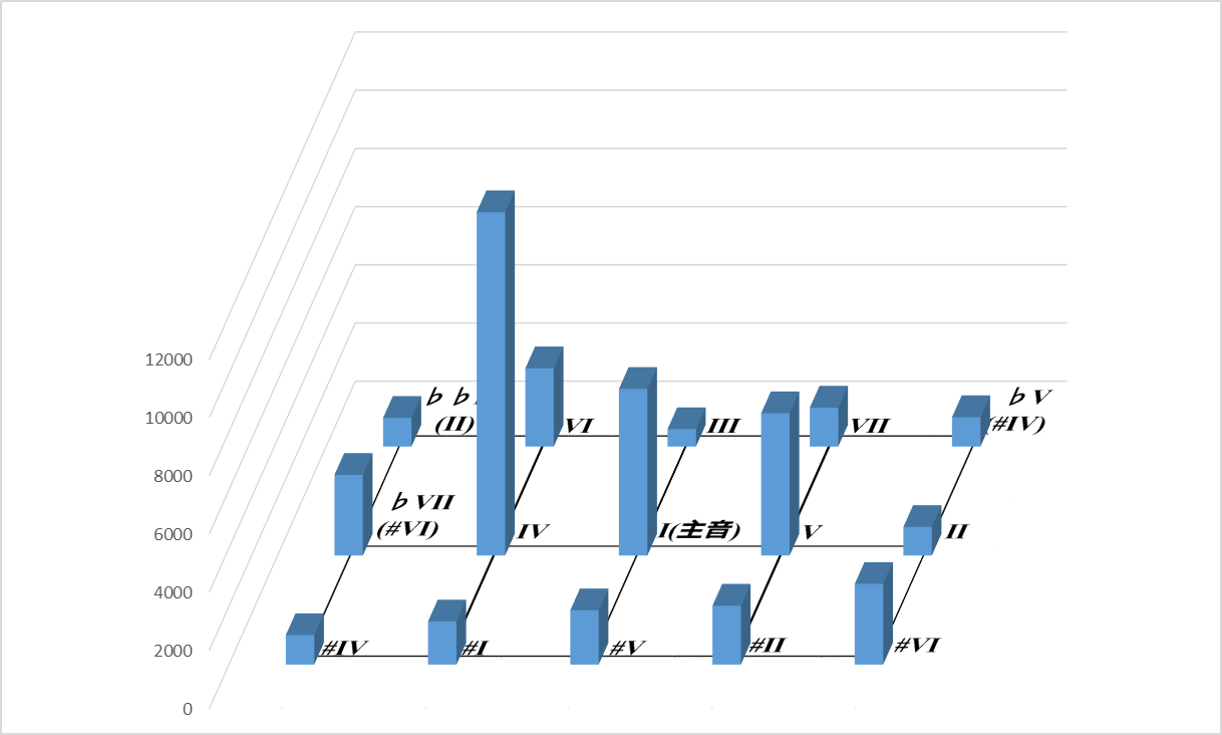 12000
10000
8000
6000
4000
2000
0
♭♭
(II)
VI
III
VII
♭V
(#IV)
♭VII
(#VI)
IV
I(主音)
V
II
#IV
#I
#V
#II
#VI